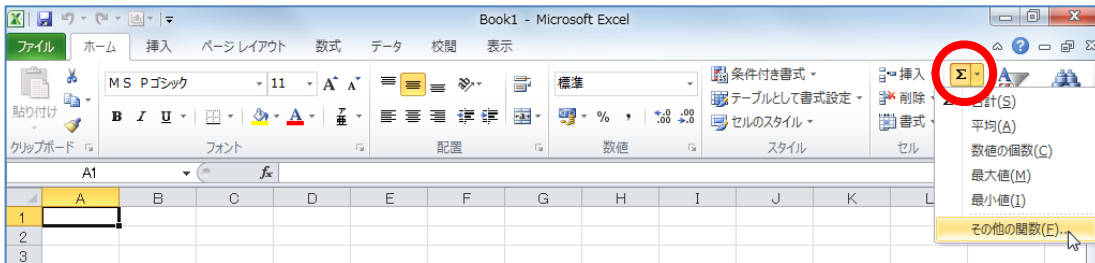 Book1 - Microsoft Excel
ファイル ホーム 挿入 ページ レイアウト 数式 データ 校閲 表示
貼り付け
MS Pゴシック 11 A A
B I U A 亜
標準
% ,
条件付き書式
テーブルとして書式設定
セルのスタイル
挿入
削除
書式
Σ
クリップボード フォント 配置 数値 スタイル セル
合計(S)
平均(A)
数値の個数(C)
最大値(M)
最小値(I)
その他の関数(F)...
A1 fx
A B C D E F G H I J K L
1
2
3